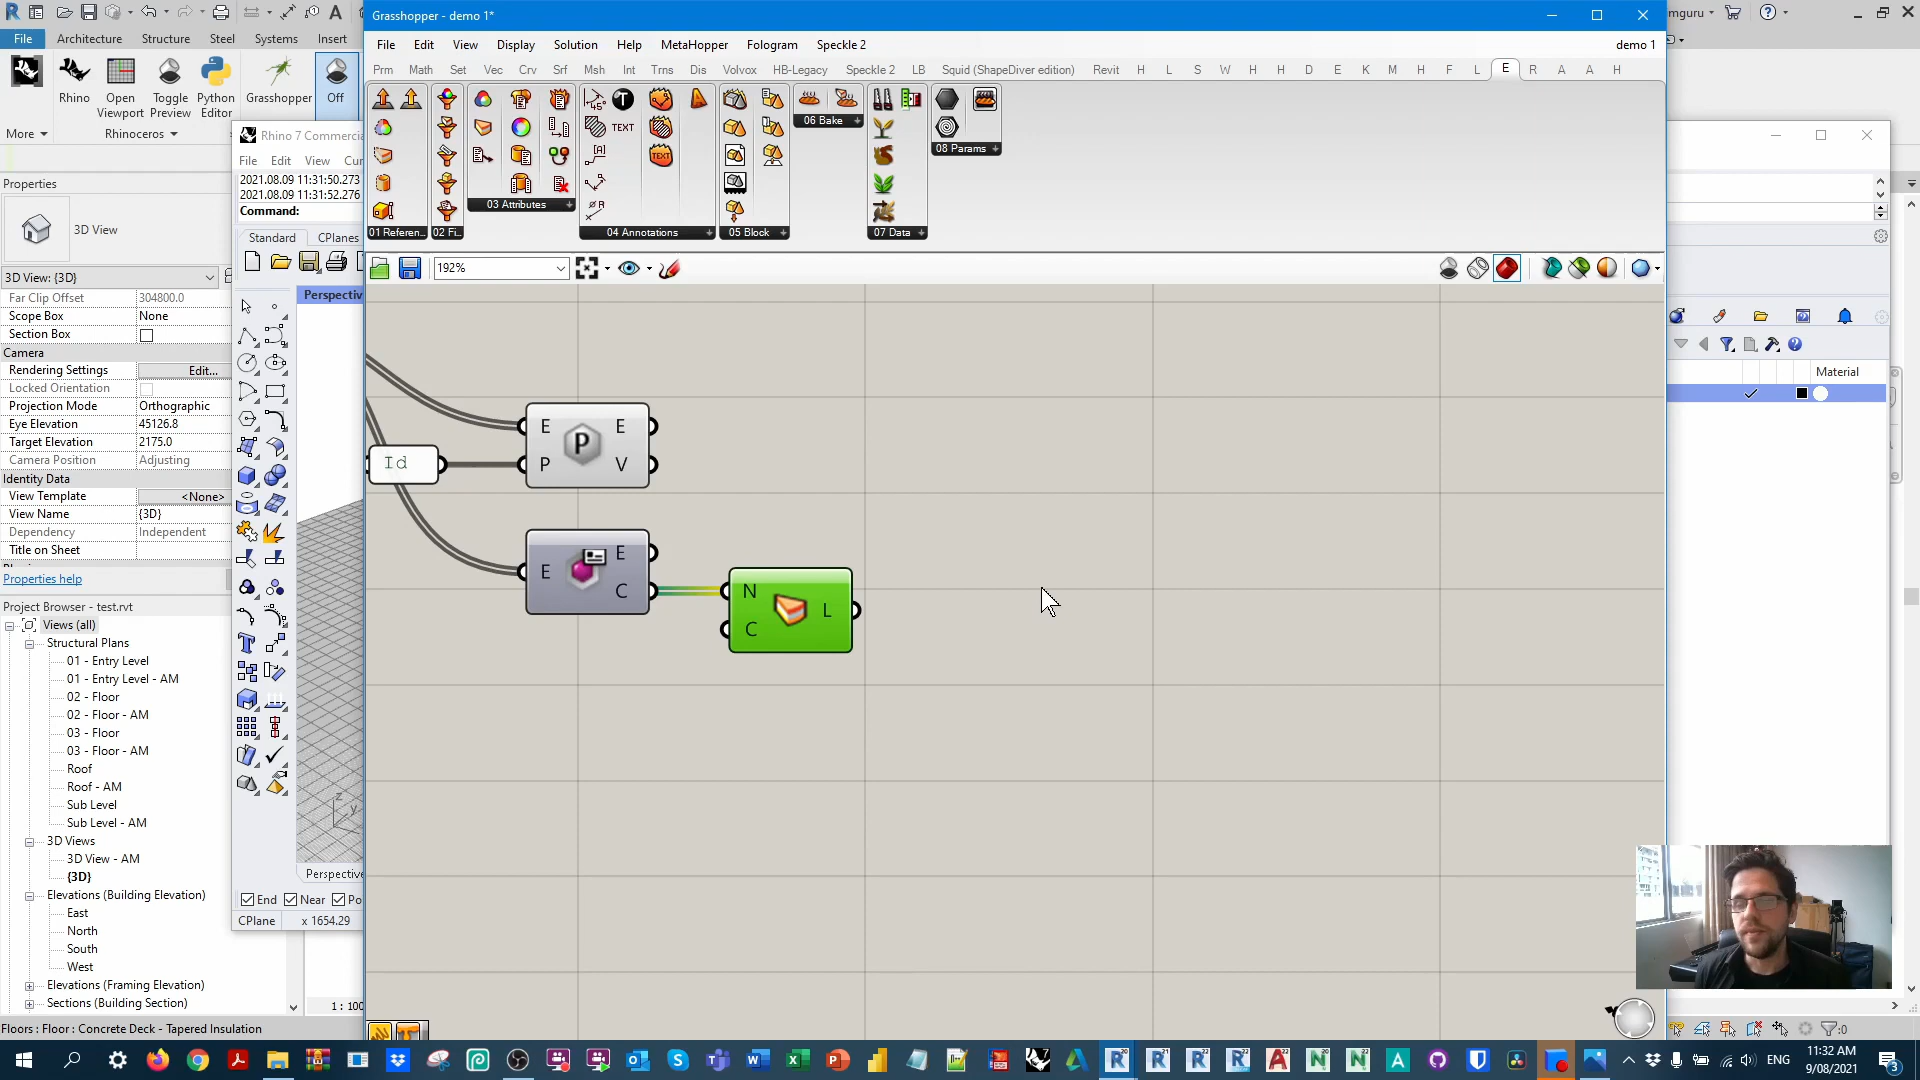 Grasshopper - demo 1*
mguru
File
Architecture
Structure
Steel
Systems
Insert
File Edit View Display Solution Help MetaHopper Fologram Speckle 2
demo 1
Prm Math Set Vec Crv Srf Msh Int Trns Dis Volvox HB-Legacy Speckle 2 LB Squid (ShapeDiver edition) Revit H L S W H H D E K M H F L E R A A H
Rhino
Open Viewport
Toggle Preview
Python Editor
Grasshopper
Off
More
Rhinoceros
TEXT
TEXT
01 Referen..
02 Fi..
03 Attributes
04 Annotations
05 Block
06 Bake
07 Data
08 Params
Rhino 7 Commercia
File Edit View Cur
2021.08.09 11:31:50.273
2021.08.09 11:31:52.276
Command:
Standard
CPlanes
192%
Perspectiv
Properties
3D View
3D View: {3D}
Far Clip Offset 304800.0
Scope Box None
Section Box
Camera
Rendering Settings Edit...
Locked Orientation
Projection Mode Orthographic
Eye Elevation 45126.8
Target Elevation 2175.0
Camera Position Adjusting
Identity Data
View Template <None>
View Name {3D}
Dependency Independent
Title on Sheet
Properties help
Project Browser - test.rvt
Views (all)
Structural Plans
01 - Entry Level
01 - Entry Level - AM
02 - Floor
02 - Floor - AM
03 - Floor
03 - Floor - AM
Roof
Roof - AM
Sub Level
Sub Level - AM
3D Views
3D View - AM
{3D}
Elevations (Building Elevation)
East
North
South
West
Elevations (Framing Elevation)
Sections (Building Section)
Floors : Floor : Concrete Deck - Tapered Insulation
Material
Id
E P E V
P
E E C
N C L
z
y
Perspective
End Near Po
CPlane x 1654.29
1 : 100
:0
ENG
11:32 AM
9/08/2021
3